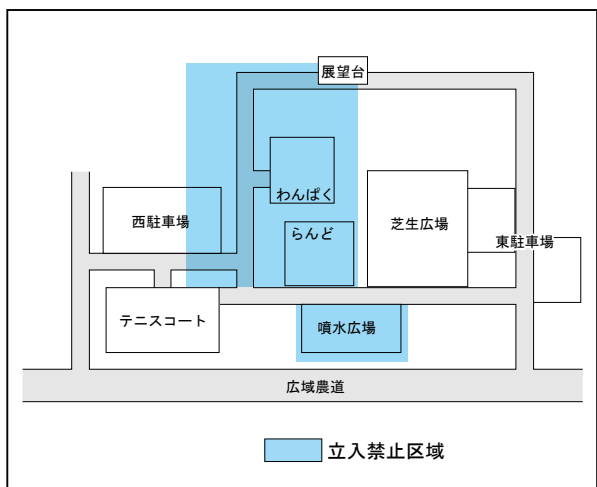 展望台
わんぱく
西駐車場
らんど
芝生広場
東駐車場
テニスコート
噴水広場
広域農道
立入禁止区域